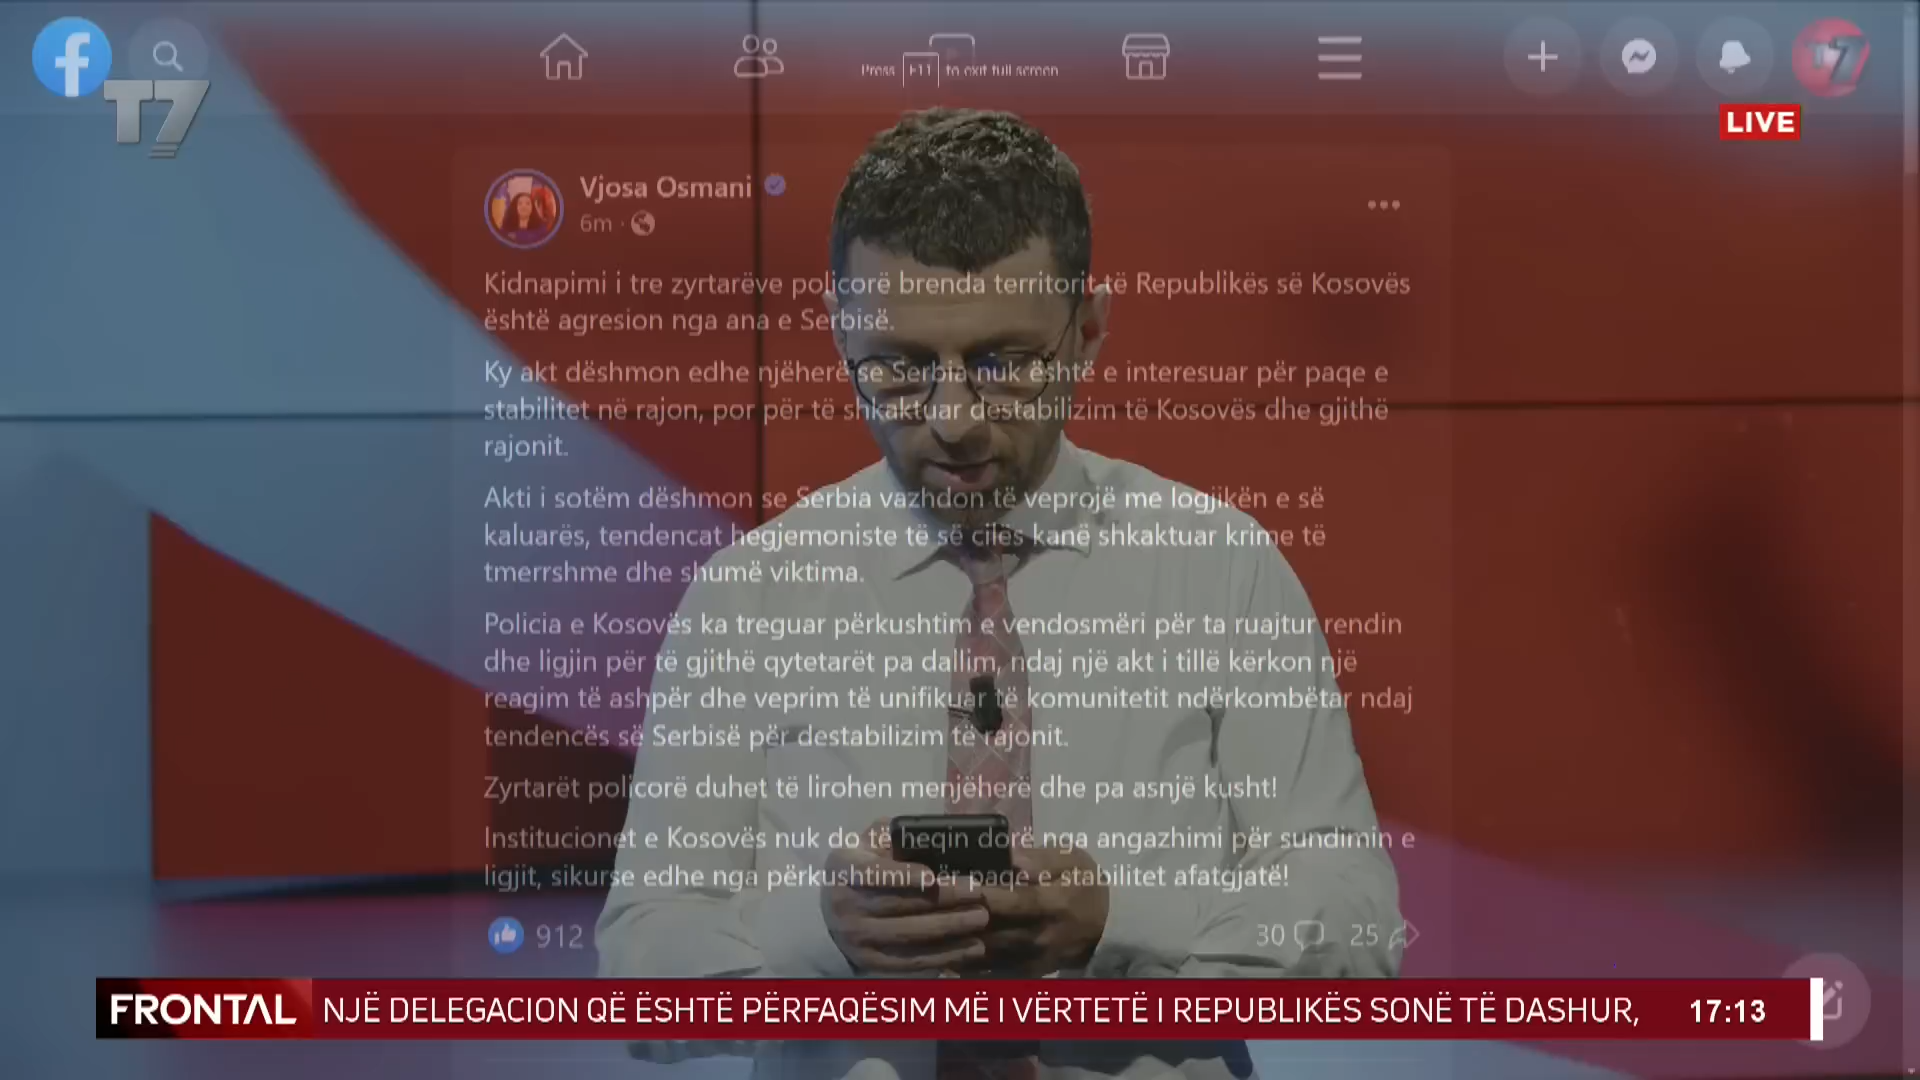 T7
Press F11 to exit full screen
T7
LIVE
Vjosa Osmani
6m ·
Kidnapimi i tre zyrtarëve policorë brenda territorit të Republikës së Kosovës
është agresion nga ana e Serbisë.
Ky akt dëshmon edhe njëherë se Serbia nuk është e interesuar për paqe e
stabilitet në rajon, por për të shkaktuar destabilizim të Kosovës dhe gjithë
rajonit.
Akti i sotëm dëshmon se Serbia vazhdon të veprojë me logjikën e së
kaluarës, tendencat hegjemoniste të së cilës kanë shkaktuar krime të
tmerrshme dhe shumë viktima.
Policia e Kosovës ka treguar përkushtim e vendosmëri për ta ruajtur rendin
dhe ligjin për të gjithë qytetarët pa dallim, ndaj një akt i tillë kërkon një
reagim të ashpër dhe veprim të unifikuar të komunitetit ndërkombëtar ndaj
tendencës së Serbisë për destabilizim të rajonit.
Zyrtarët policorë duhet të lirohen menjëherë dhe pa asnjë kusht!
Institucionet e Kosovës nuk do të heqin dorë nga angazhimi për sundimin e
ligjit, sikurse edhe nga përkushtimi për paqe e stabilitet afatgjatë!
912
30 25
FRONTAL NJË DELEGACION QË ËSHTË PËRFAQËSIM MË I VËRTETË I REPUBLIKËS SONË TË DASHUR, 17:13